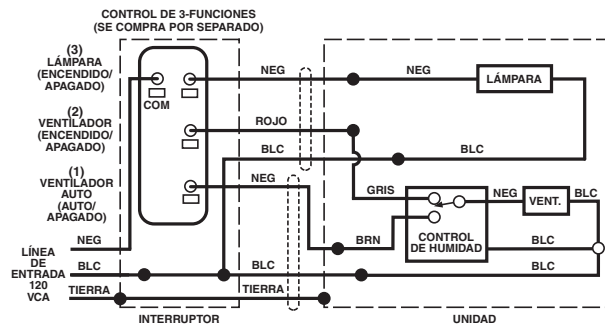 CONTROL DE 3-FUNCIONES
(SE COMPRA POR SEPARADO)
(3)
LÁMPARA
(ENCENDIDO/
APAGADO)
COM
NEG
NEG
LÁMPARA
(2)
VENTILADOR
(ENCENDIDO/
APAGADO)
ROJO
BLC
(1)
VENTILADOR
AUTO
(AUTO/
APAGADO)
NEG
GRIS
NEG
VENT.
BLC
BRN
CONTROL
DE HUMIDAD
BLC
LÍNEA
DE
ENTRADA
120
VCA
NEG
BLC
BLC
BLC
TIERRA
TIERRA
INTERRUPTOR
UNIDAD